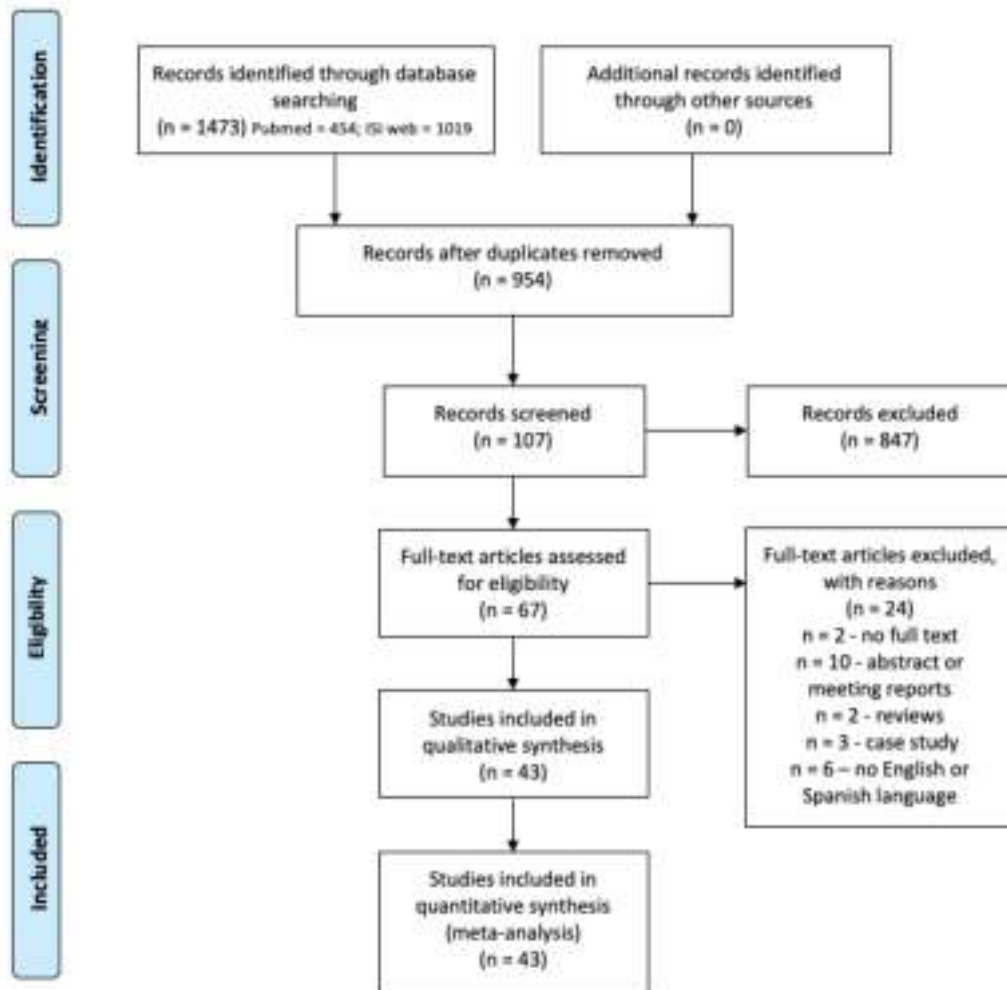 Identification
Records identified through database
searching
(n = 1473) Pubmed = 454; ISI web = 1019
Additional records identified
through other sources
(n = 0)
Records after duplicates removed
(n = 954)
Screening
Records screened
(n = 107)
Records excluded
(n = 847)
Eligibility
Full-text articles assessed
for eligibility
(n = 67)
Full-text articles excluded,
with reasons
(n = 24)
n = 2 - no full text
n = 10 - abstract or
meeting reports
n = 2 - reviews
n = 3 - case study
n = 6 – no English or
Spanish language
Studies included in
qualitative synthesis
(n = 43)
Included
Studies included in
quantitative synthesis
(meta-analysis)
(n = 43)